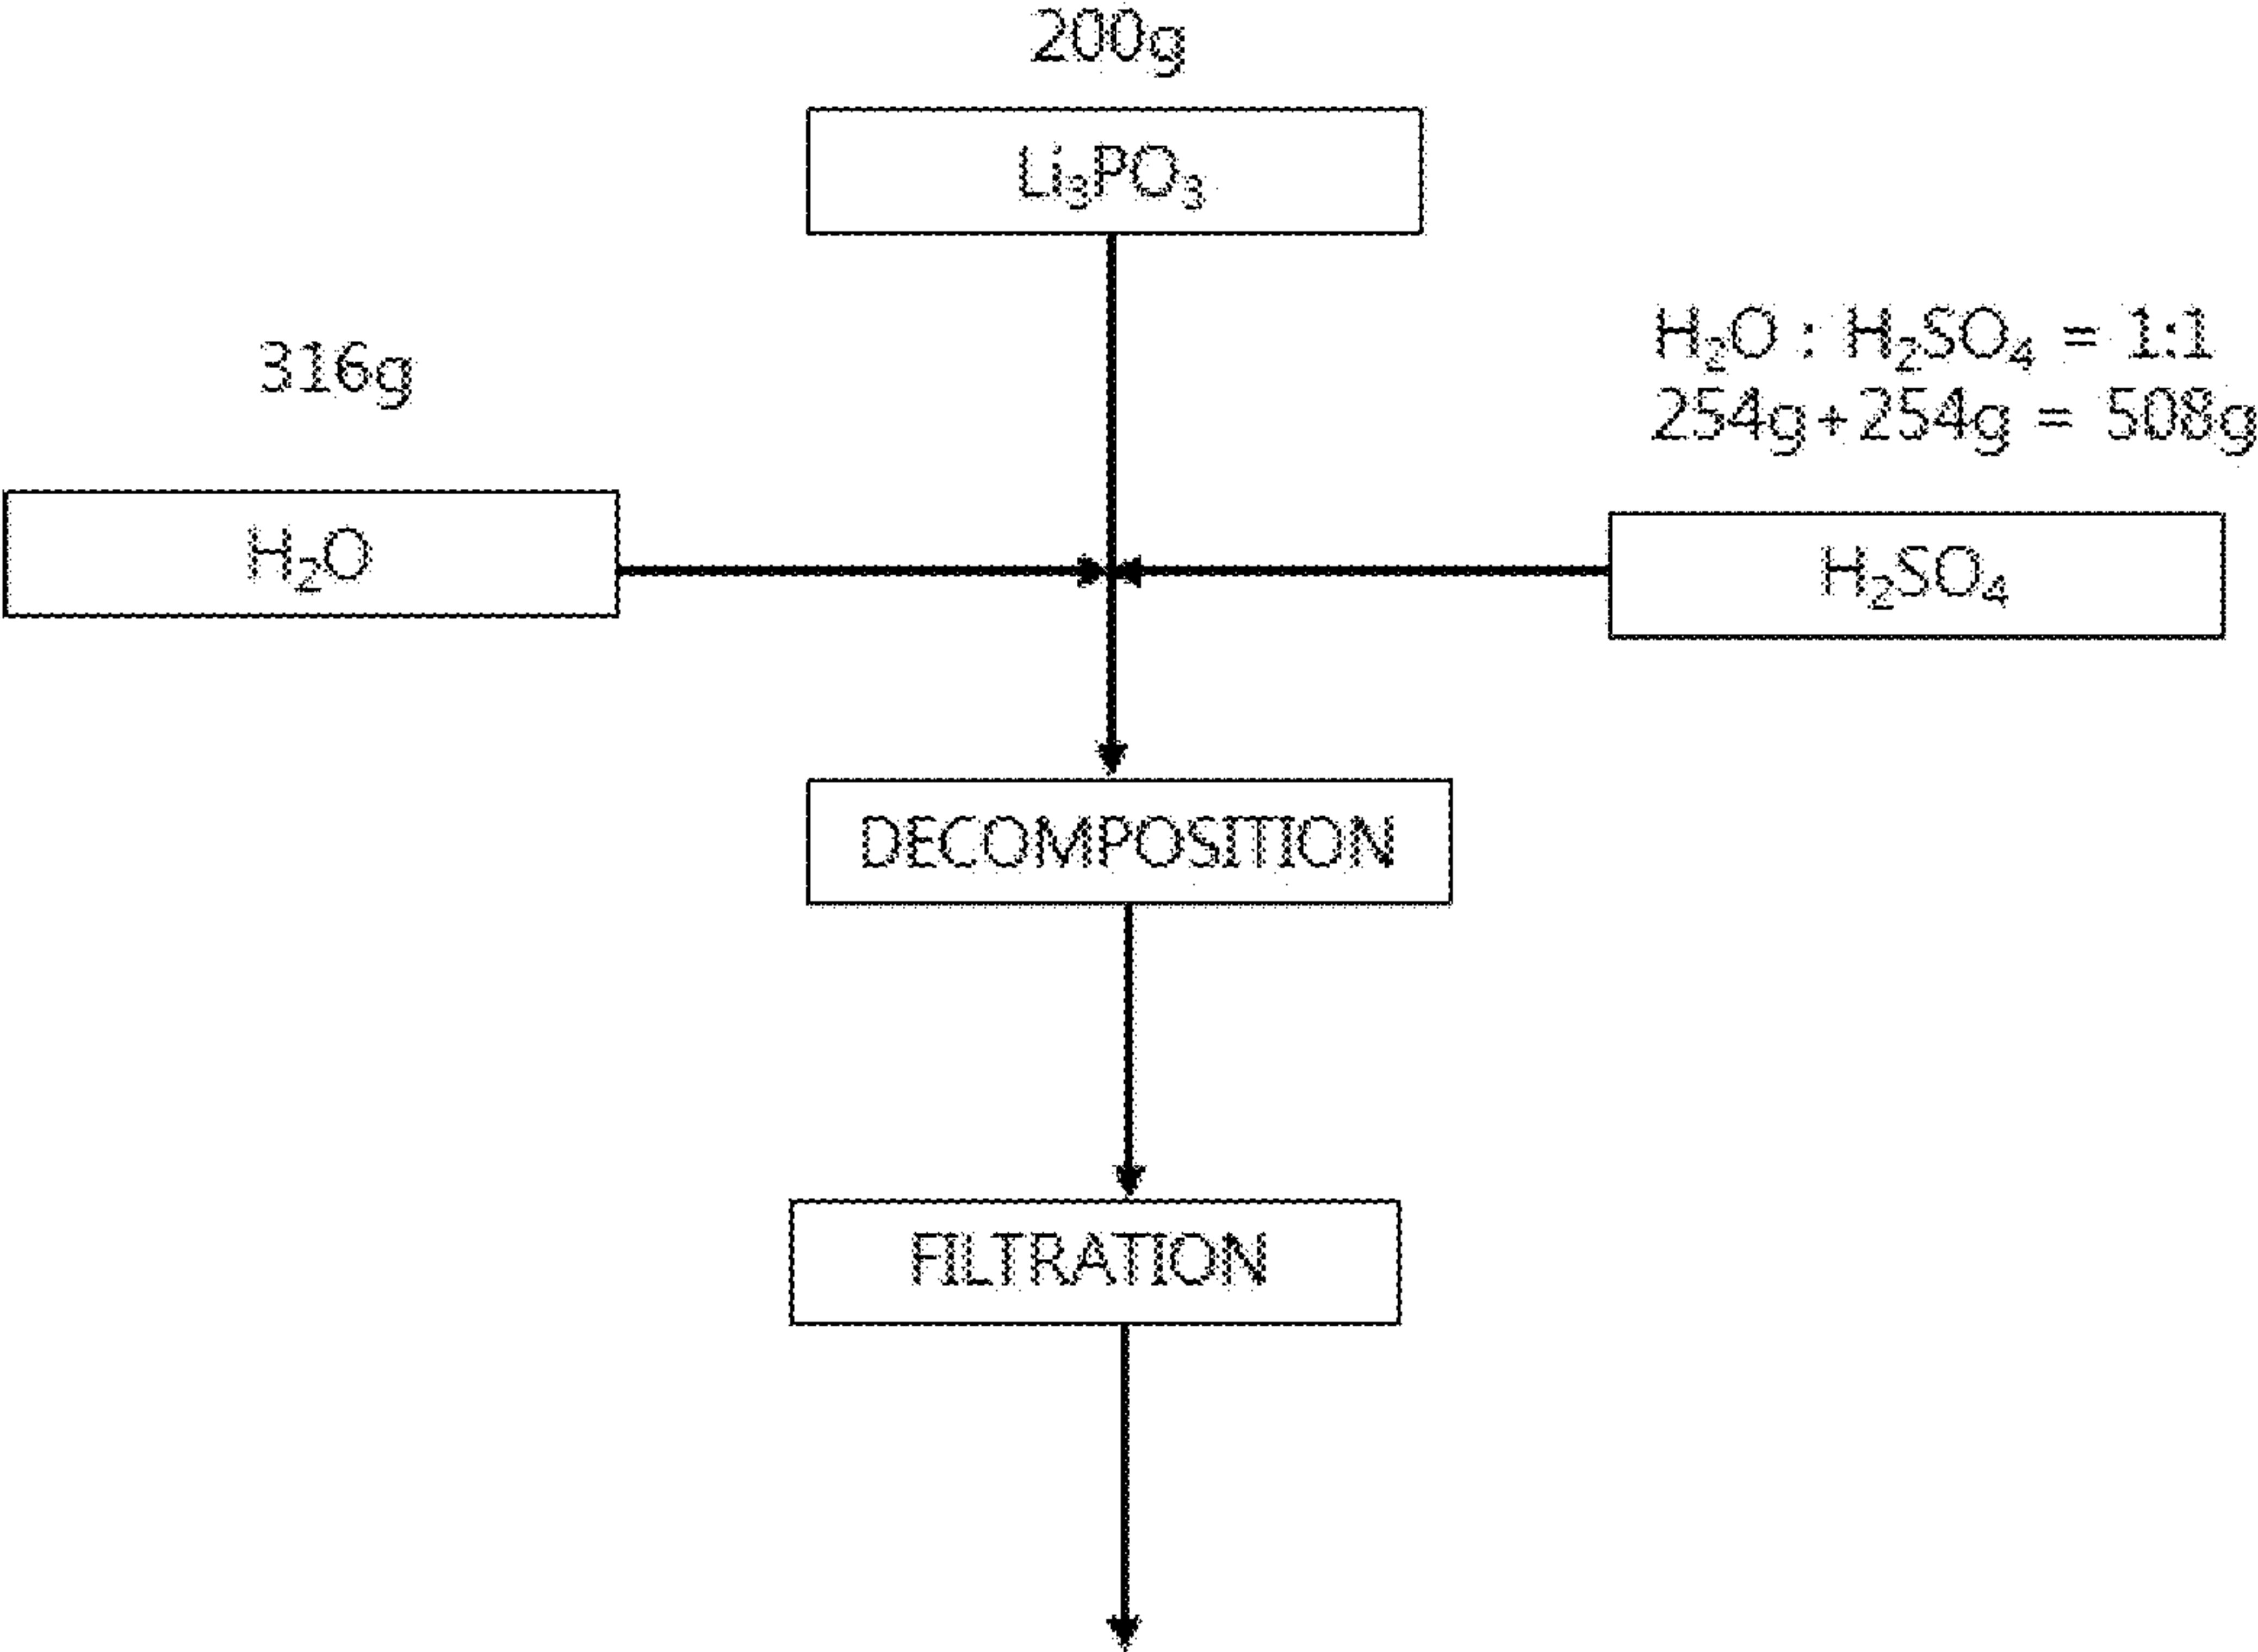 200g
Li₃PO₃
316g
H₂O : H₂SO₄ = 1:1
254g+254g = 508g
H₂O
H₂SO₄
DECOMPOSITION
FILTRATION